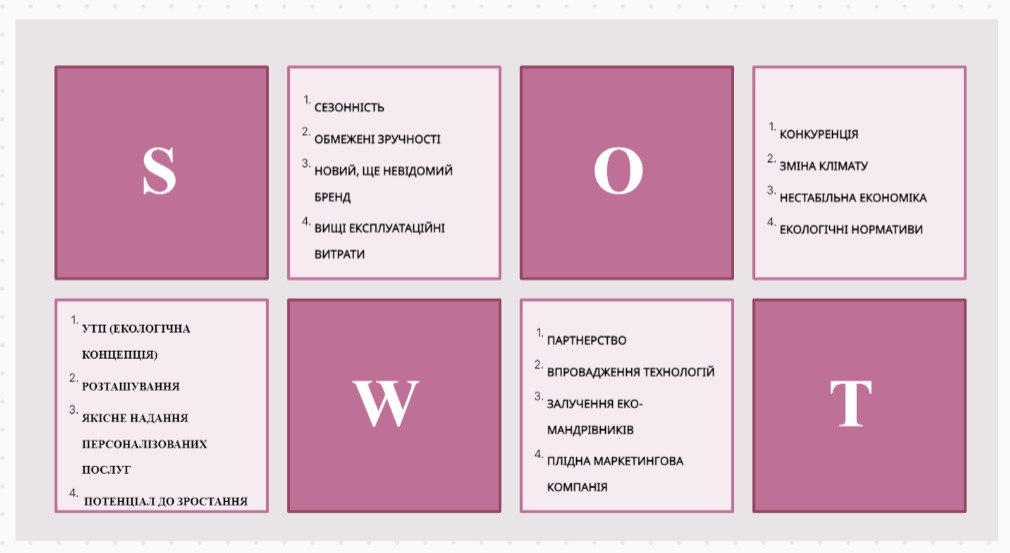 S
1. СЕЗОННІСТЬ
2. ОБМЕЖЕНІ ЗРУЧНОСТІ
3. НОВИЙ, ЩЕ НЕВІДОМИЙ
БРЕНД
4. ВИЩІ ЕКСПЛУАТАЦІЙНІ
ВИТРАТИ
O
1. КОНКУРЕНЦІЯ
2. ЗМІНА КЛІМАТУ
3. НЕСТАБІЛЬНА ЕКОНОМІКА
4. ЕКОЛОГІЧНІ НОРМАТИВИ
1. УТП (ЕКОЛОГІЧНА
КОНЦЕПЦІЯ)
2. РОЗТАШУВАННЯ
3. ЯКІСНЕ НАДАННЯ
ПЕРСОНАЛІЗОВАНИХ
ПОСЛУГ
4. ПОТЕНЦІАЛ ДО ЗРОСТАННЯ
W
1. ПАРТНЕРСТВО
2. ВПРОВАДЖЕННЯ ТЕХНОЛОГІЙ
3. ЗАЛУЧЕННЯ ЕКО-
МАНДРІВНИКІВ
4. ПЛІДНА МАРКЕТИНГОВА
КОМПАНІЯ
T